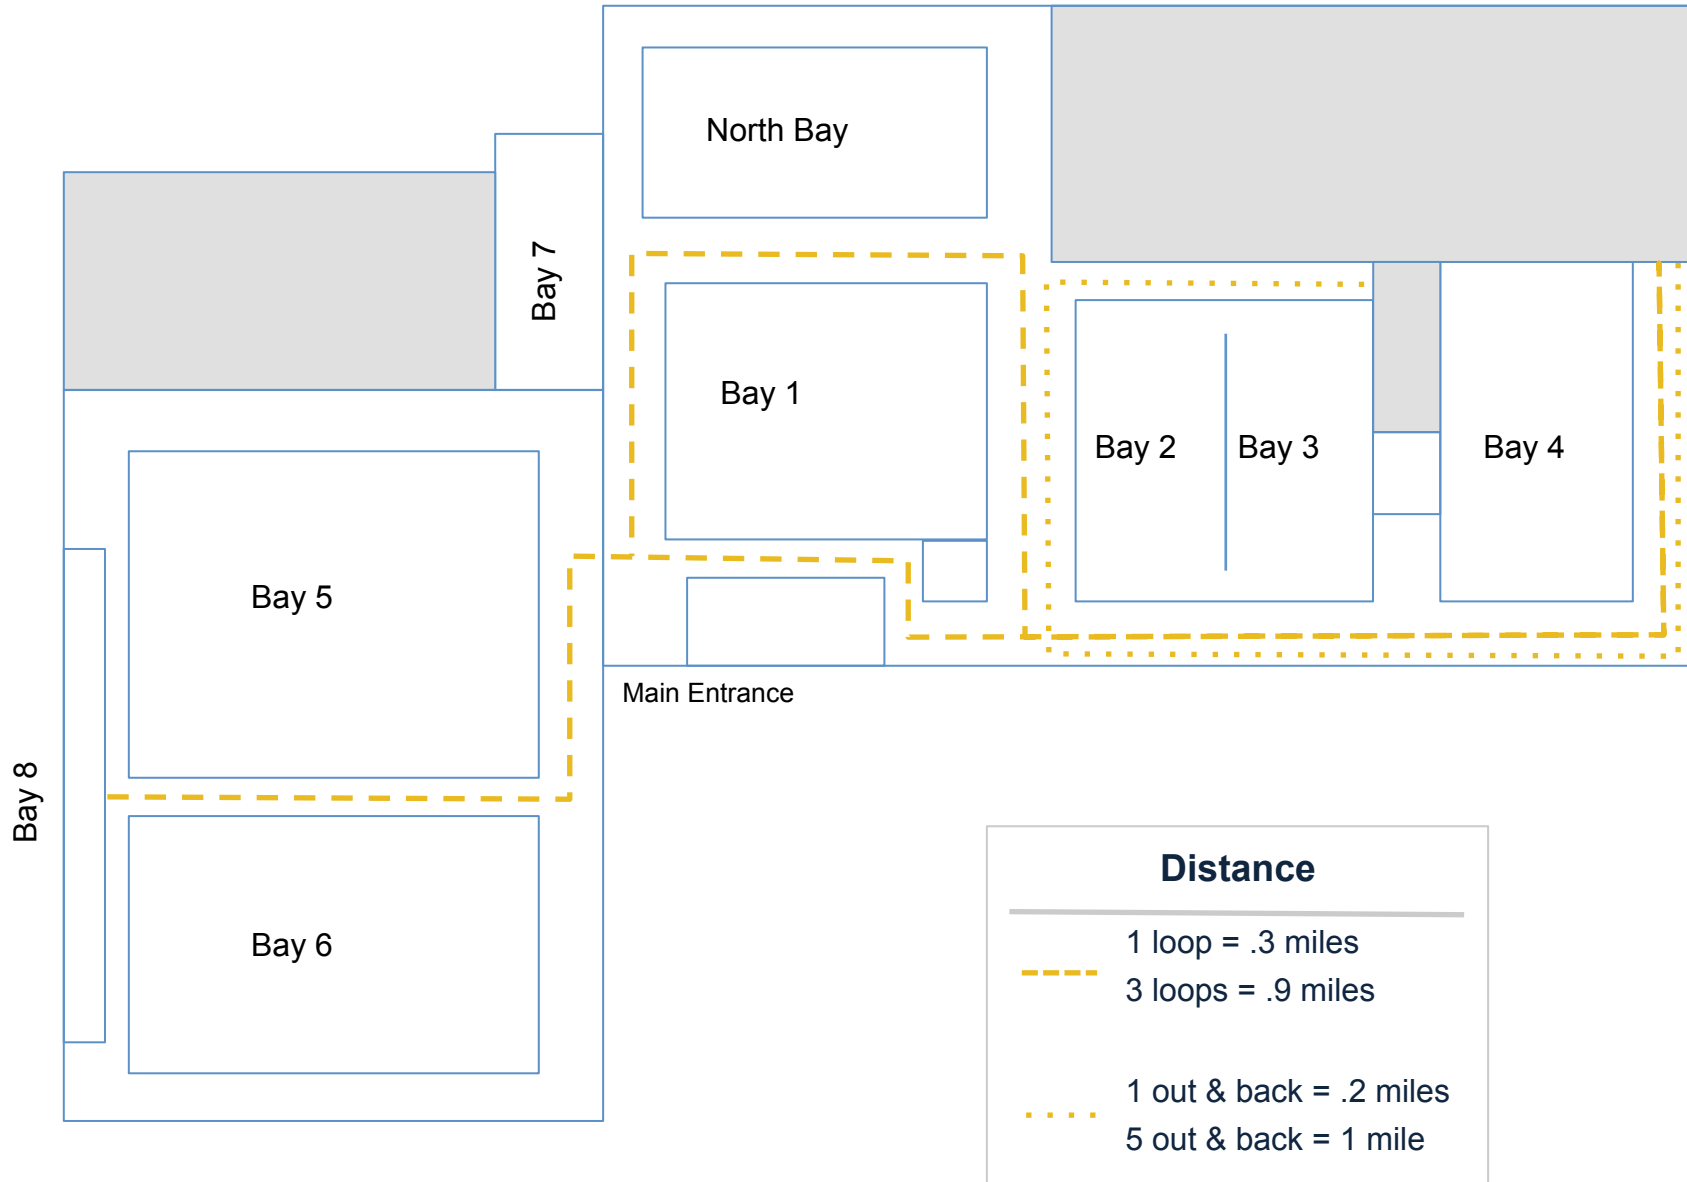 North Bay
Bay 7
Bay 1
Bay 2
Bay 3
Bay 4
Bay 5
Main Entrance
Bay 8
Bay 6
Distance
1 loop = .3 miles
3 loops = .9 miles
1 out & back = .2 miles
5 out & back = 1 mile